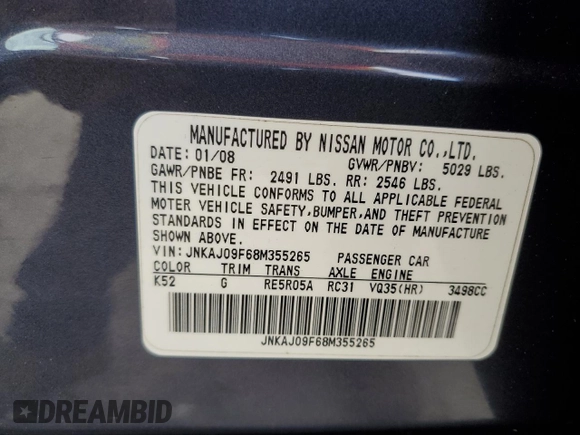 MANUFACTURED BY NISSAN MOTOR CO.,LTD.
DATE: 01/08 GVWR/PNBV: 5029 LBS.
GAWR/PNBE FR: 2491 LBS. RR: 2546 LBS.
THIS VEHICLE CONFORMS TO ALL APPLICABLE FEDERAL
MOTER VEHICLE SAFETY,BUMPER,AND THEFT PREVENTION
STANDARDS IN EFFECT ON THE DATE OF MANUFACTURE
SHOWN ABOVE.
VIN:JNKAJ09F68M355265 PASSENGER CAR
COLOR TRIM TRANS AXLE ENGINE
K52 G RE5R05A RC31 VQ35(HR) 3498CC
JNKAJ09F68M355265
DREAMBID